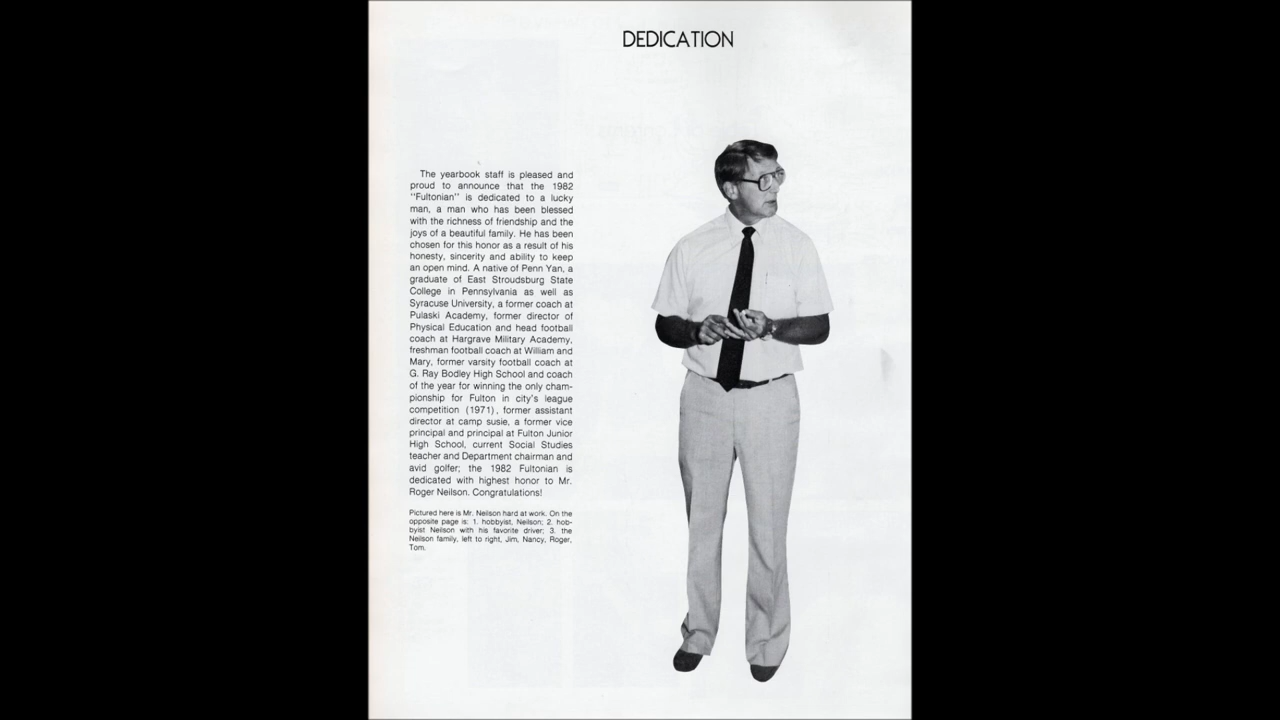 DEDICATION
The yearbook staff is pleased and
proud to announce that the 1982
"Fultonian" is dedicated to a lucky
man, a man who has been blessed
with the richness of friendship and the
joys of a beautiful family. He has been
chosen for this honor as a result of his
honesty, sincerity and ability to keep
an open mind. A native of Penn Yan, a
graduate of East Stroudsburg State
College in Pennsylvania as well as
Syracuse University, a former coach at
Pulaski Academy, former director of
Physical Education and head football
coach at Hargrave Military Academy,
freshman football coach at William and
Mary, former varsity football coach at
G. Ray Bodley High School and coach
of the year for winning the only cham-
pionship for Fulton in city's league
competition (1971), former assistant
director at camp susie, a former vice
principal and principal at Fulton Junior
High School, current Social Studies
teacher and Department chairman and
avid golfer; the 1982 Fultonian is
dedicated with highest honor to Mr.
Roger Neilson. Congratulations!
Pictured here is Mr. Neilson hard at work. On the
opposite page is: 1. hobbyist, Neilson; 2. hob-
byist Neilson with his favorite driver; 3. the
Neilson family, left to right, Jim, Nancy, Roger,
Tom.